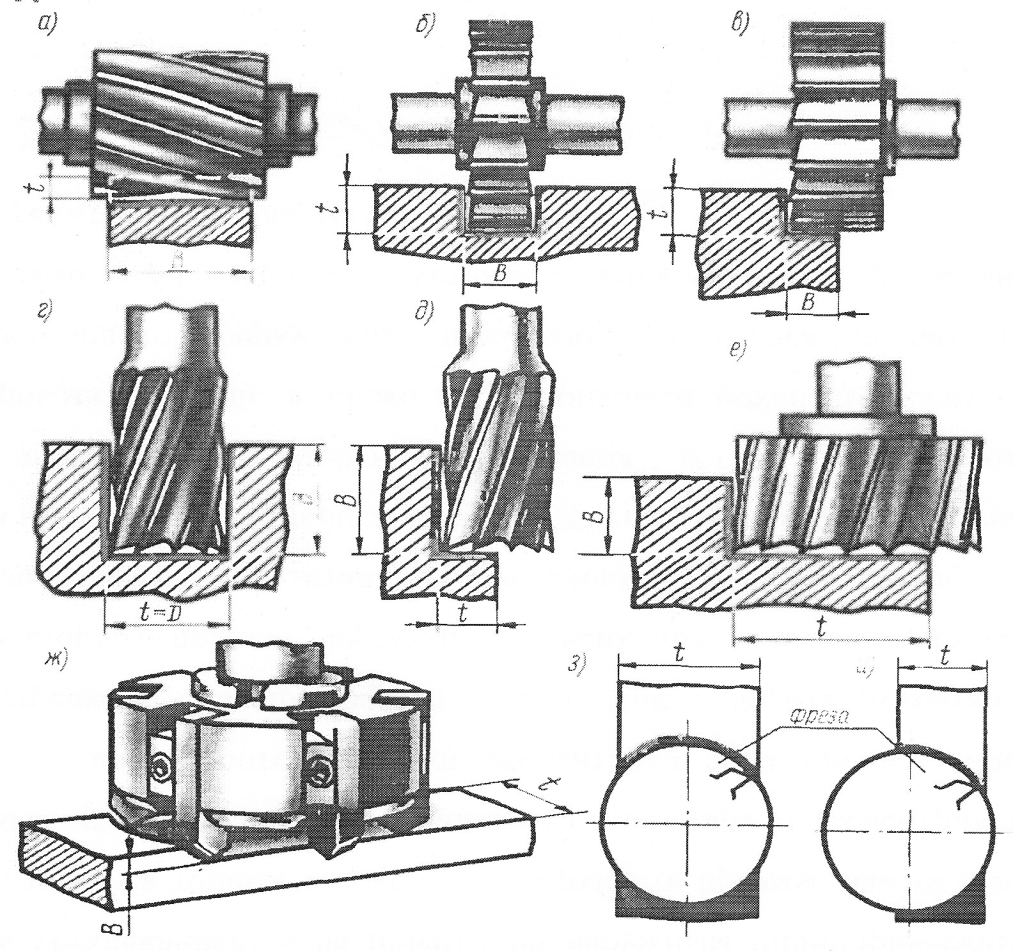 а) б) в)
t t t
B B B
г) д) е)
B B B
t=D t t
ж) з) и)
t t t
фреза
B